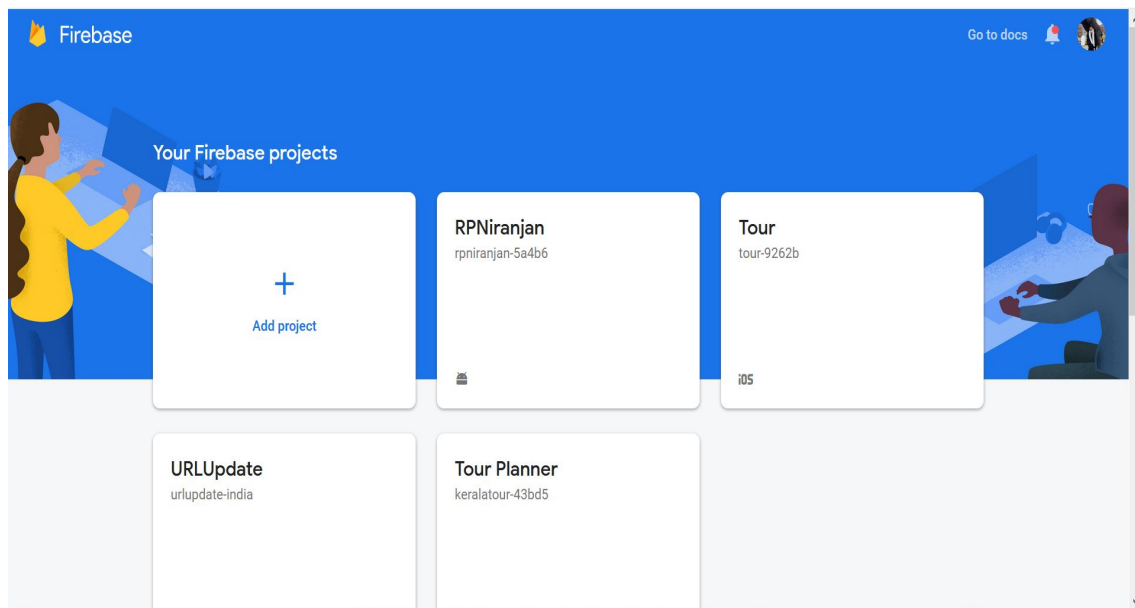 Firebase
Go to docs
Your Firebase projects
Add project
RPNiranjan
rpniranjan-5a4b6
Tour
tour-9262b
iOS
URLUpdate
urlupdate-india
Tour Planner
keralatour-43bd5